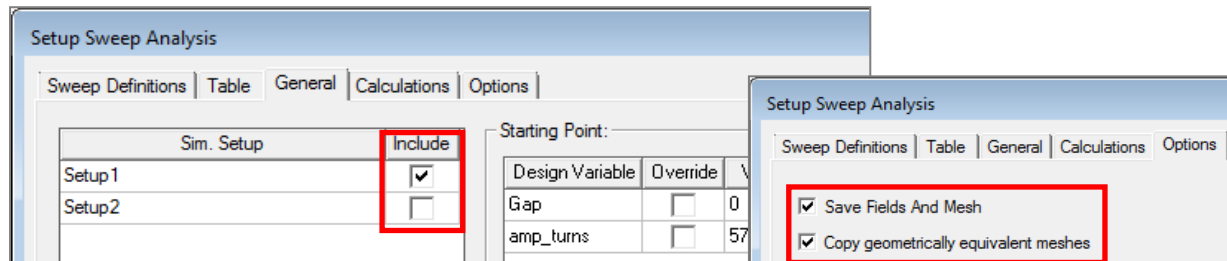 Setup Sweep Analysis
Sweep Definitions Table General Calculations Options
Sim. Setup Include
Setup1
Setup2
Starting Point:
Design Variable Override
Gap 0
amp_turns 57
Setup Sweep Analysis
Sweep Definitions Table General Calculations Options
Save Fields And Mesh
Copy geometrically equivalent meshes